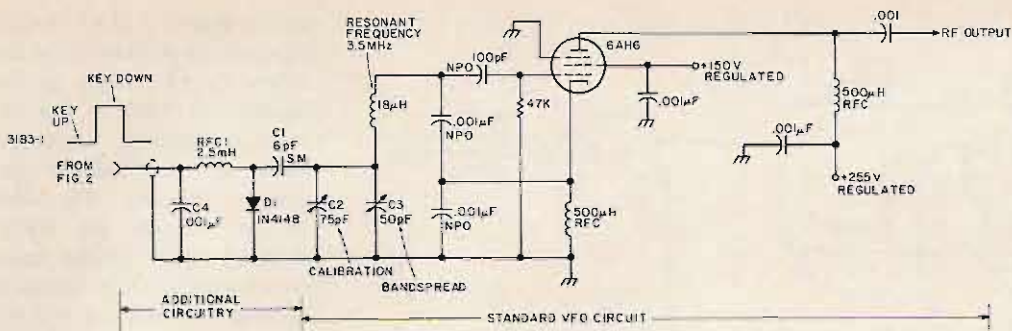 RESONANT
FREQUENCY
3.5MHz
.001
RF OUTPUT
6AH6
NPO
100pF
+150V
REGULATED
KEY DOWN
KEY
UP
3183-1
FROM
FIG 2
RFC1
2.5mH
C1
6pF
S.M.
18µH
.001µF
NPO
47K
.001µF
500µH
RFC
.001µF
+255V
REGULATED
C4
.001µF
D1
1N4148
C2
75pF
C3
50pF
.001µF
NPO
500µH
RFC
CALIBRATION
BANDSPREAD
ADDITIONAL
CIRCUITRY
STANDARD VFO CIRCUIT